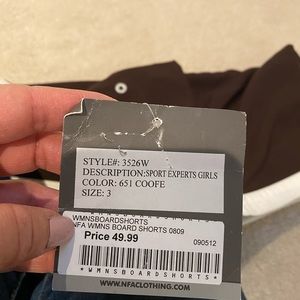 STYLE#: 3526W
DESCRIPTION:SPORT EXPERTS GIRLS
COLOR: 651 COOFE
SIZE: 3
WMNSBOARDSHORTS
NFA WMNS BOARD SHORTS 0809
Price 49.99
090512
*WMNSBOARDSHORTS*
WWW.NFACLOTHING.COM